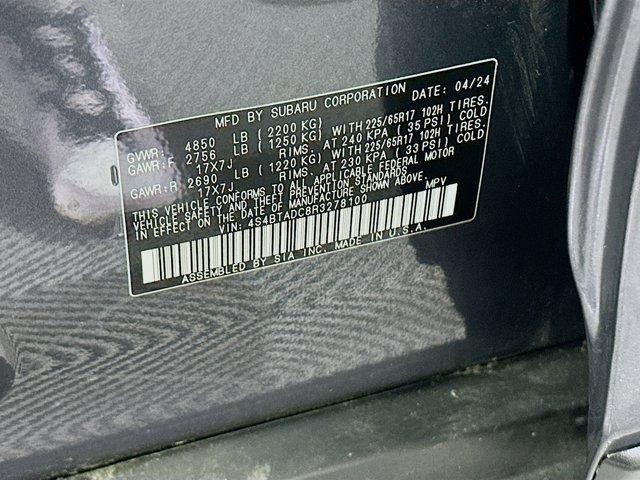 MFD BY SUBARU CORPORATION DATE: 04/24
GVWR: 4850 LB (2200 KG)
GAWR:F 2756 LB (1250 KG) WITH 225/65R17 102H TIRES,
17X7J RIMS, AT 240 KPA (35 PSI) COLD
GAWR:R 2690 LB (1220 KG) WITH 225/65R17 102H TIRES,
17X7J RIMS, AT 230 KPA (33 PSI) COLD
THIS VEHICLE CONFORMS TO ALL APPLICABLE FEDERAL MOTOR
VEHICLE SAFETY AND THEFT PREVENTION STANDARDS
IN EFFECT ON THE DATE OF MANUFACTURE SHOWN ABOVE.
VIN: 4S4BTADC8R3278100 MPV
ASSEMBLED BY SIA INC. MADE IN U.S.A.